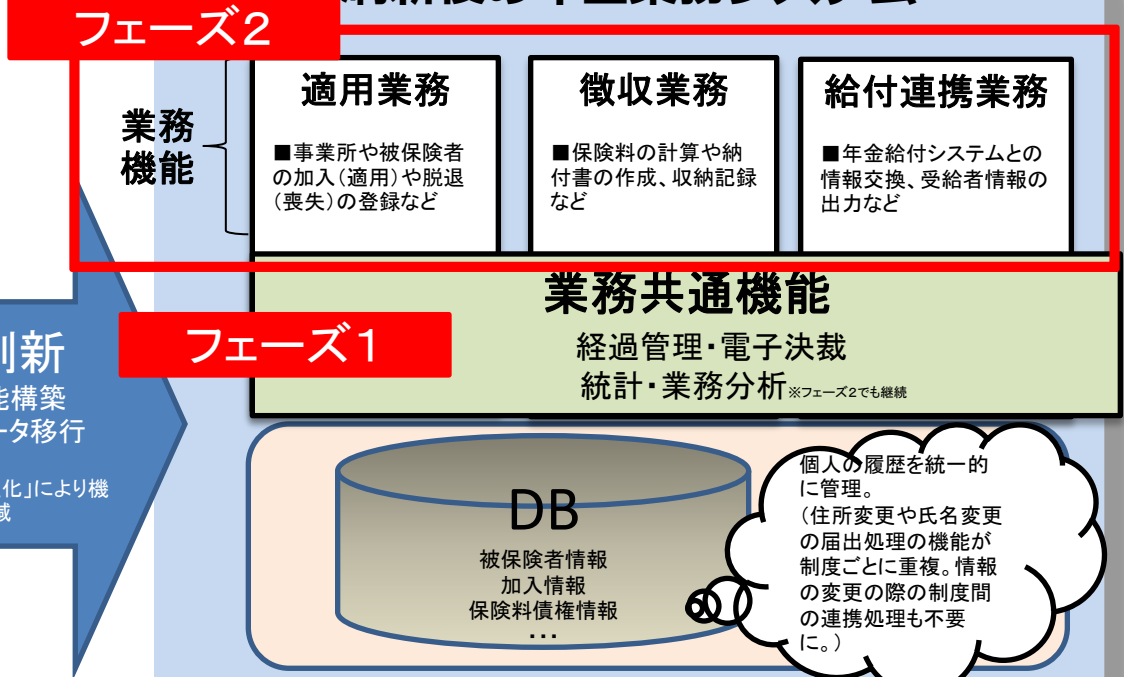 フェーズ2
業務
機能
適用業務
■事業所や被保険者
の加入(適用)や脱退
(喪失)の登録など
徴収業務
■保険料の計算や納
付書の作成、収納記録
など
給付連携業務
■年金給付システムとの
情報交換、受給者情報の
出力など
業務共通機能
経過管理・電子決裁
統計・業務分析※フェーズ2でも継続
フェーズ1
新
構築
タ移行
化」により機
DB
被保険者情報
加入情報
保険料債権情報
・・・
個人の履歴を統一的
に管理。
(住所変更や氏名変更
の届出処理の機能が
制度ごとに重複。情報
の変更の際の制度間
の連携処理も不要
に。)